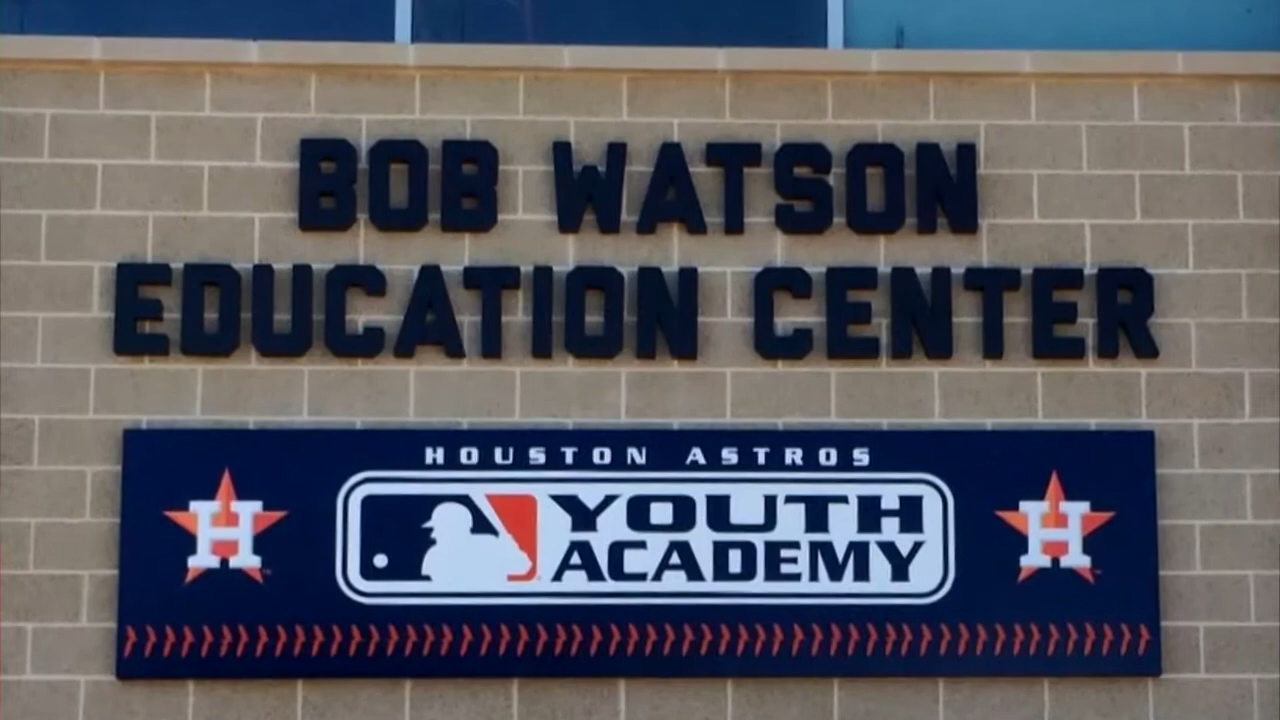 BOB WATSON
EDUCATION CENTER
HOUSTON ASTROS
H
YOUTH
ACADEMY
H